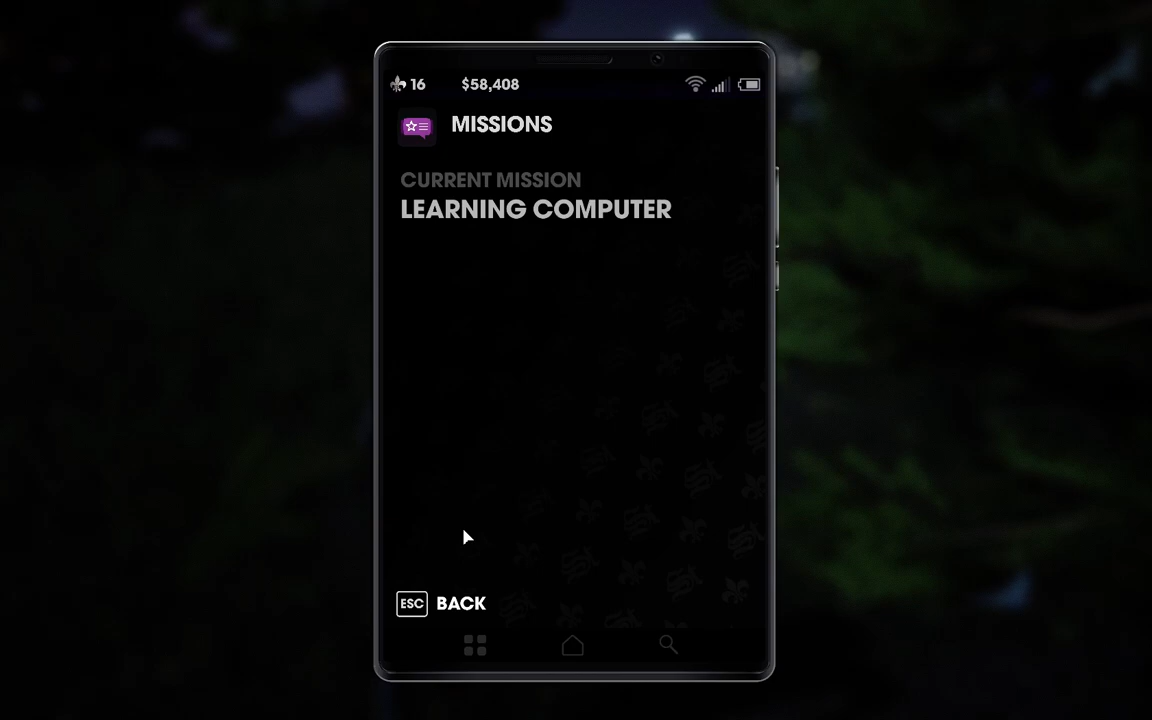 16 $58,408
MISSIONS
CURRENT MISSION
LEARNING COMPUTER
ESC BACK